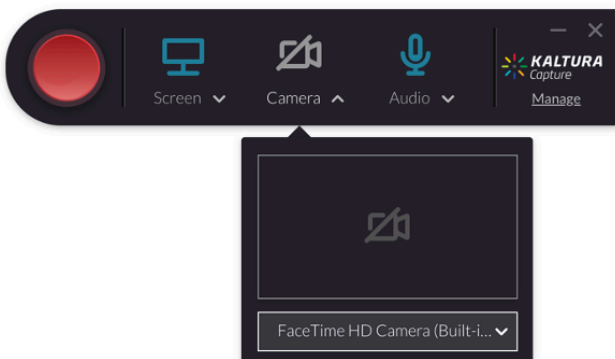 Screen
Camera
Audio
KALTURA
Capture
Manage
FaceTime HD Camera (Built-i...